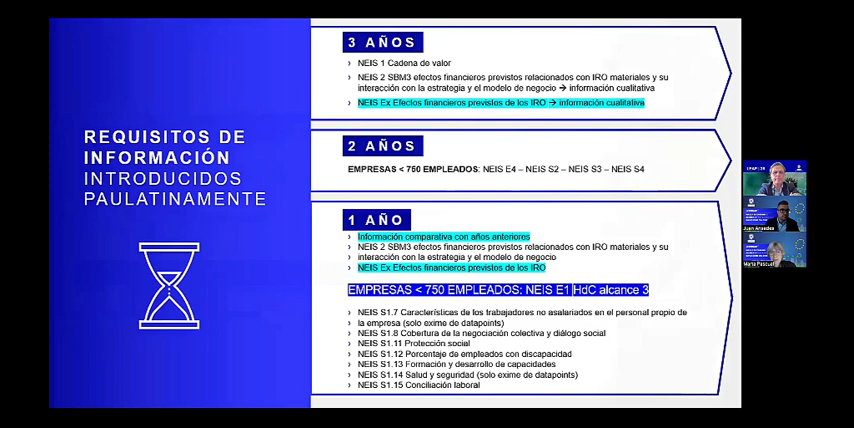 REQUISITOS DE
INFORMACIÓN
INTRODUCIDOS
PAULATINAMENTE
3 AÑOS
› NEIS 1 Cadena de valor
› NEIS 2 SBM3 efectos financieros previstos relacionados con IRO materiales y su
interacción con la estrategia y el modelo de negocio → información cualitativa
› NEIS Ex Efectos financieros previstos de los IRO → información cualitativa
2 AÑOS
EMPRESAS < 750 EMPLEADOS: NEIS E4 – NEIS S2 – NEIS S3 – NEIS S4
1 AÑO
› Información comparativa con años anteriores
› NEIS 2 SBM3 efectos financieros previstos relacionados con IRO materiales y su
› interacción con la estrategia y el modelo de negocio
› NEIS Ex Efectos financieros previstos de los IRO
EMPRESAS < 750 EMPLEADOS: NEIS E1 HdC alcance 3
› NEIS S1.7 Características de los trabajadores no asalariados en el personal propio de
› la empresa (solo exime de datapoints)
› NEIS S1.8 Cobertura de la negociación colectiva y diálogo social
› NEIS S1.11 Protección social
› NEIS S1.12 Porcentaje de empleados con discapacidad
› NEIS S1.13 Formación y desarrollo de capacidades
› NEIS S1.14 Salud y seguridad (solo exime de datapoints)
› NEIS S1.15 Conciliación laboral
Marta Pascual